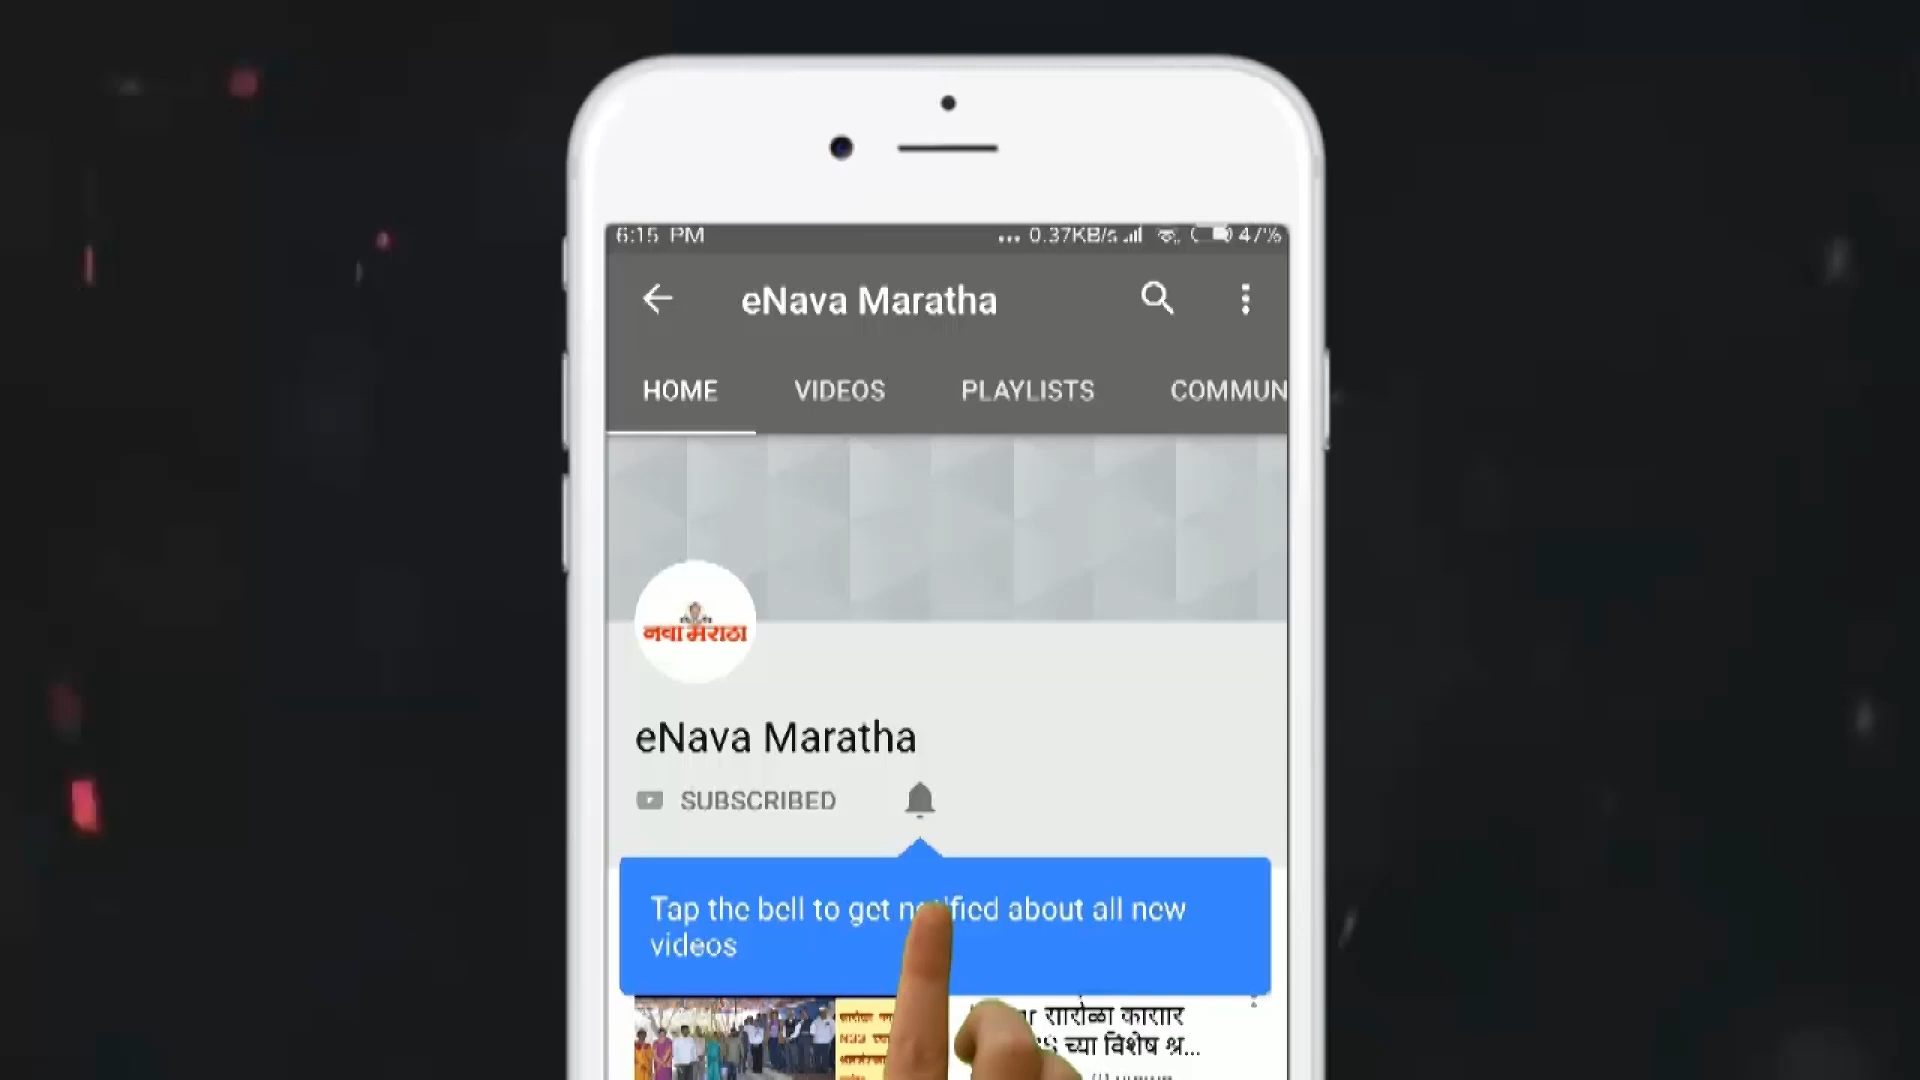 6:15 PM
... 0.37KB/s 47%
eNava Maratha
HOME VIDEOS PLAYLISTS COMMUN
नवा मराठा
eNava Maratha
SUBSCRIBED
Tap the bell to get notified about all new
videos
सारोळा कासार
च्या विशेष श्र...